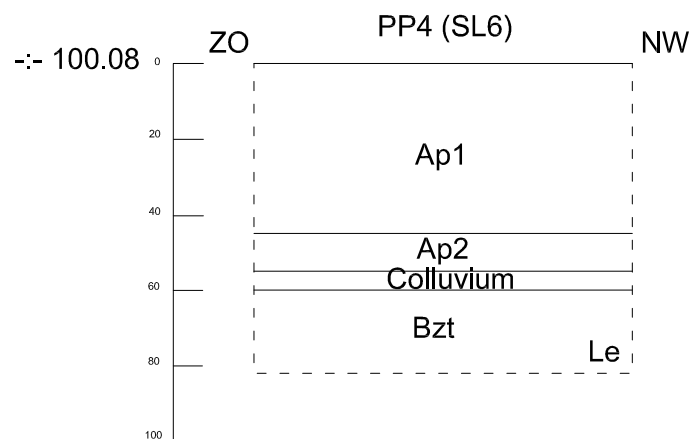 PP4 (SL6)
ZO
NW
-:- 100.08
0
20
Ap1
40
Ap2
Colluvium
60
Bzt
Le
80
100